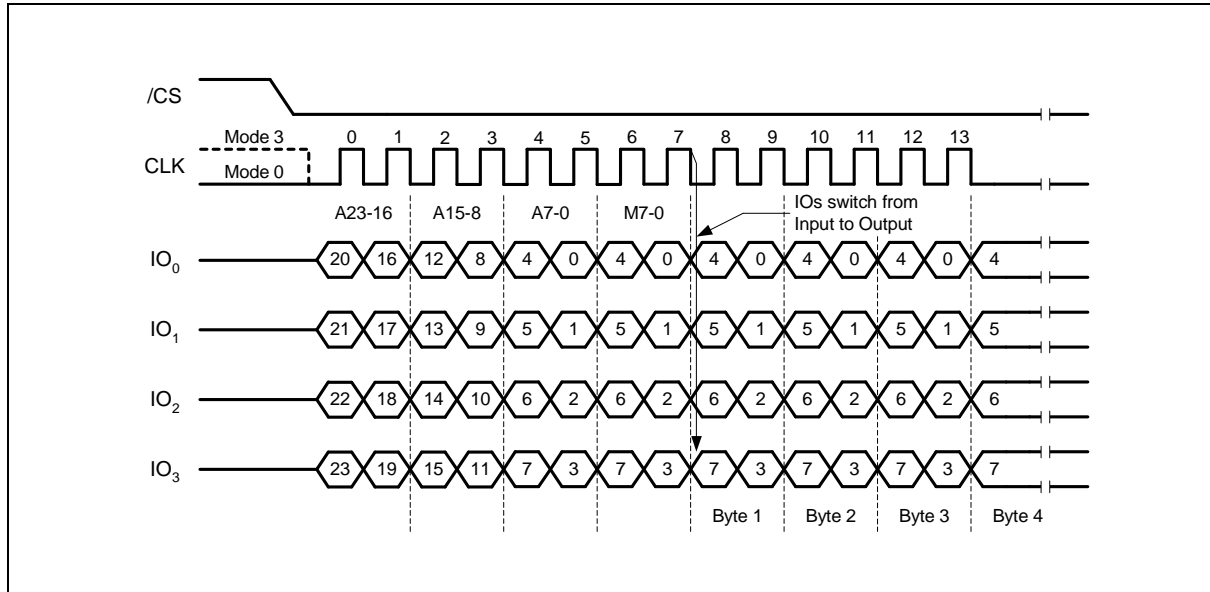 /CS
Mode 3 0 1 2 3 4 5 6 7 8 9 10 11 12 13
CLK
Mode 0
A23-16 A15-8 A7-0 M7-0
IOs switch from
Input to Output
IO0 20 16 12 8 4 0 4 0 4 0 4 0 4 0 4
IO1 21 17 13 9 5 1 5 1 5 1 5 1 5 1 5
IO2 22 18 14 10 6 2 6 2 6 2 6 2 6 2 6
IO3 23 19 15 11 7 3 7 3 7 3 7 3 7 3 7
Byte 1 Byte 2 Byte 3 Byte 4